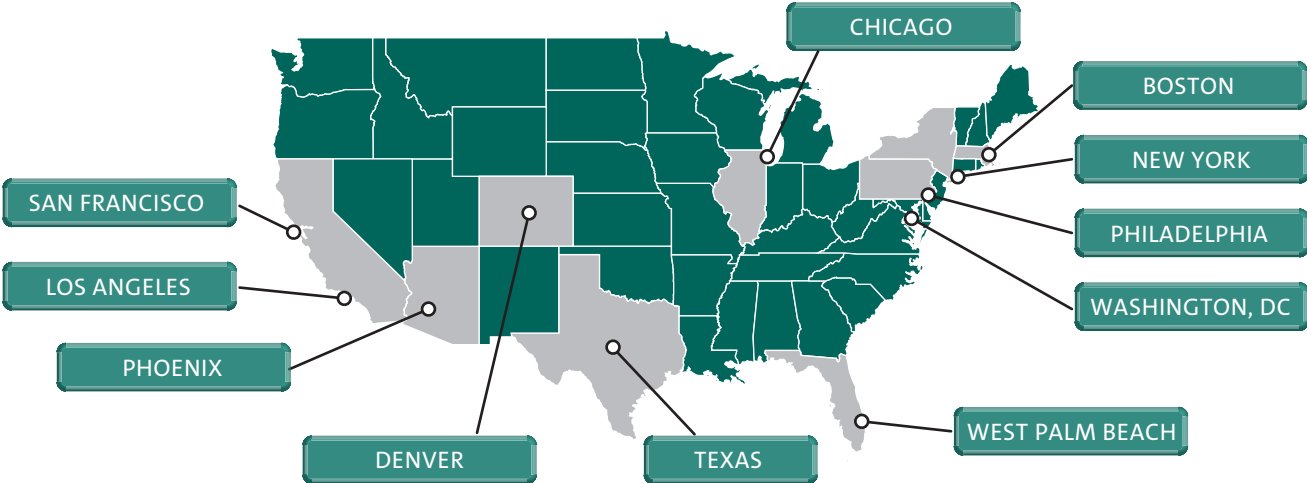 CHICAGO
BOSTON
NEW YORK
SAN FRANCISCO
PHILADELPHIA
LOS ANGELES
WASHINGTON, DC
PHOENIX
WEST PALM BEACH
DENVER
TEXAS